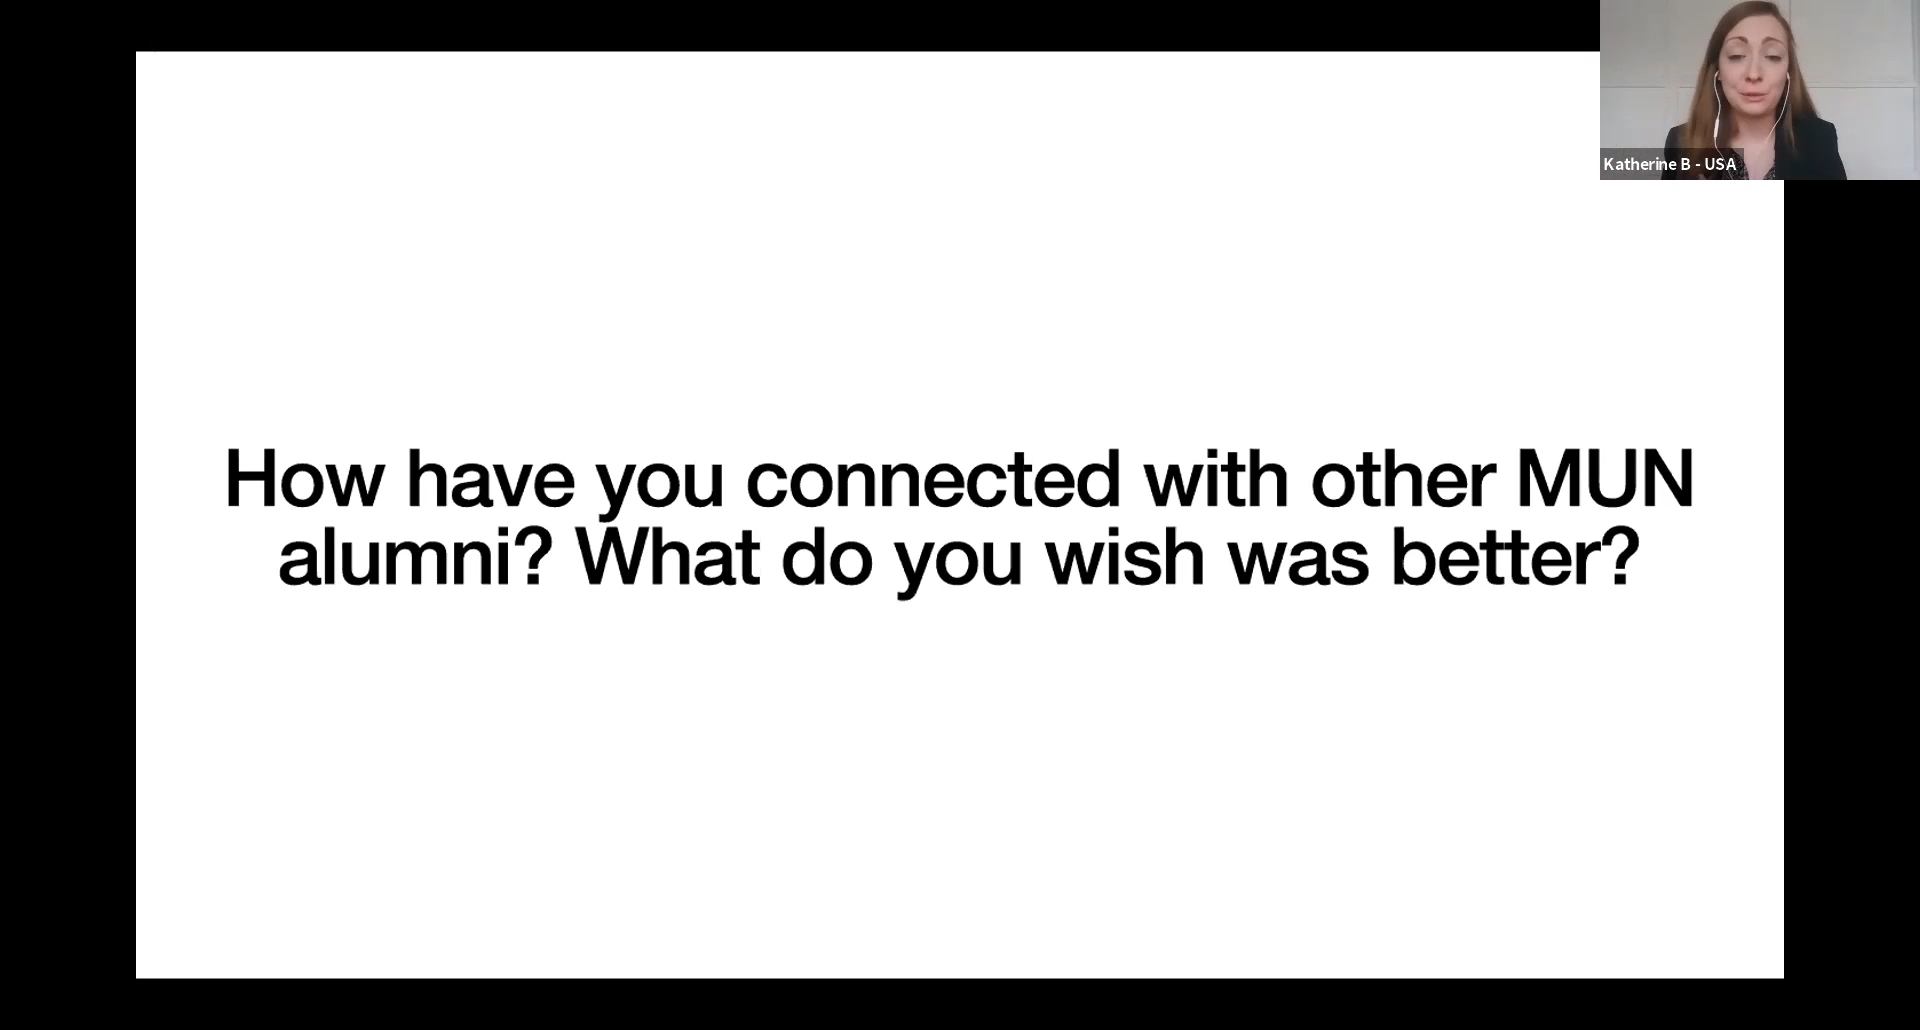 Katherine B - USA
How have you connected with other MUN
alumni? What do you wish was better?